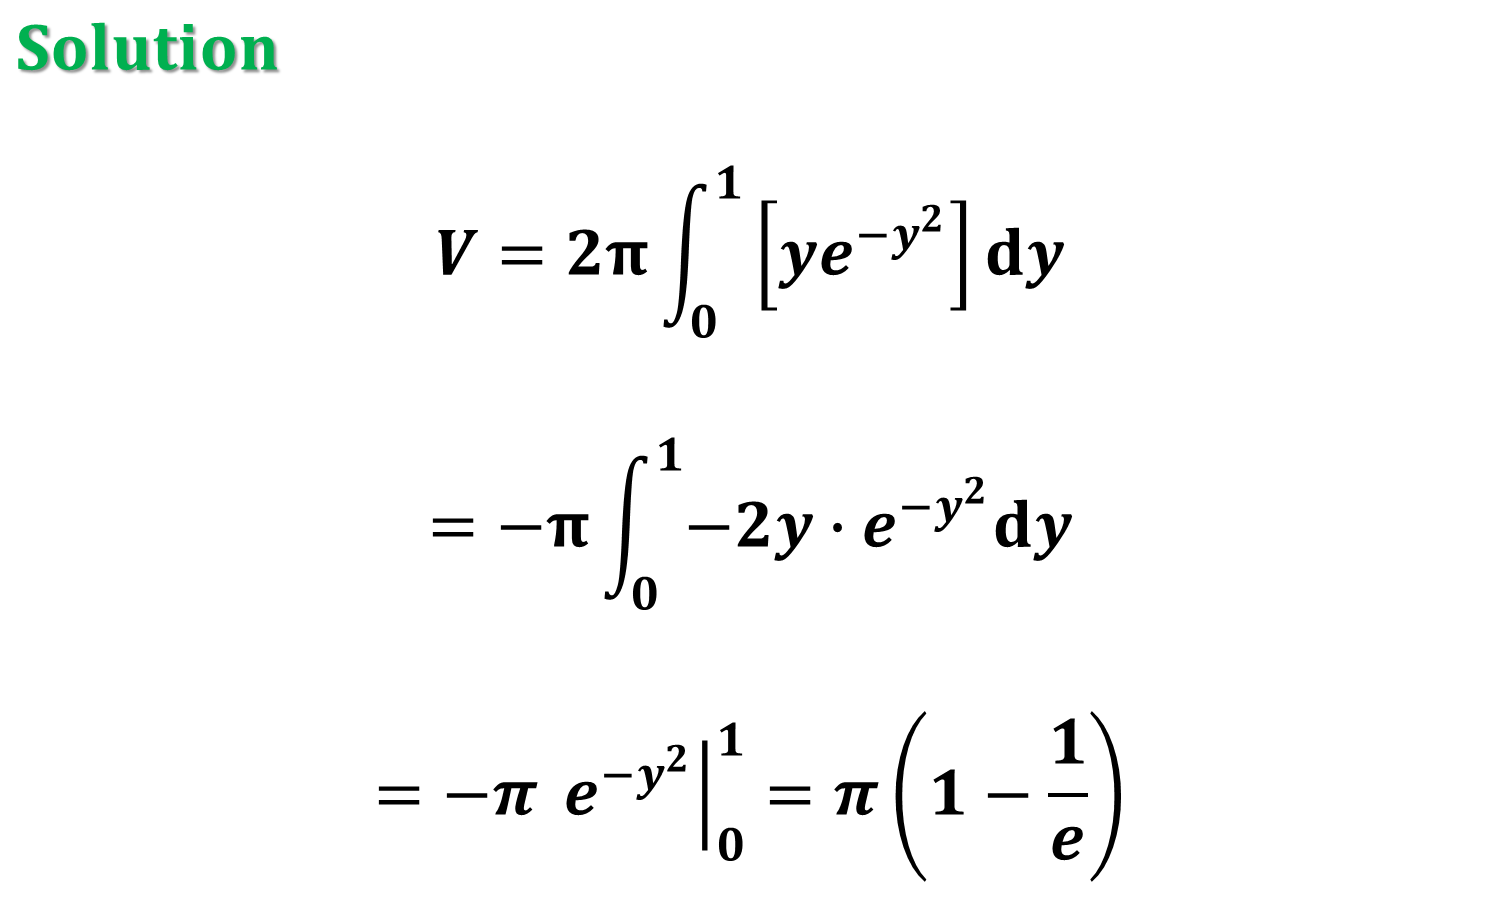 Solution
V = 2π ∫₀¹ [ye^{−y²}] dy
= −π ∫₀¹ −2y · e^{−y²} dy
= −π e^{−y²} |₀¹ = π (1 − 1/e)